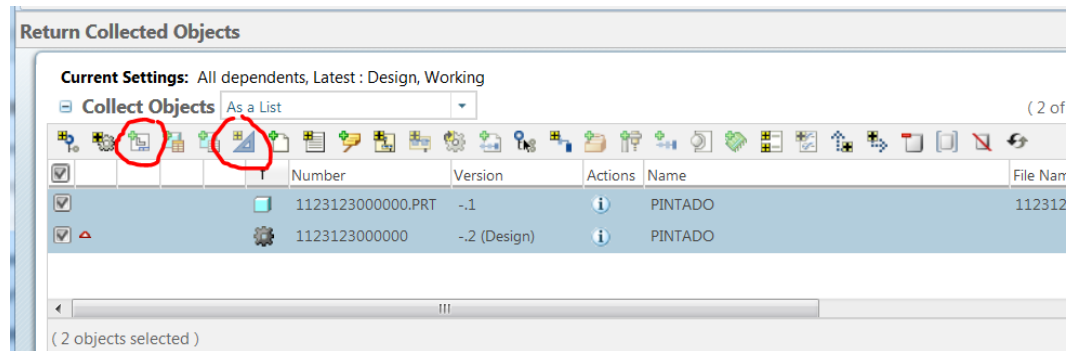 Return Collected Objects
Current Settings: All dependents, Latest : Design, Working
Collect Objects As a List ( 2 of
Number Version Actions Name File Nam
1123123000000.PRT -.1 PINTADO 112312
1123123000000 -.2 (Design) PINTADO
( 2 objects selected )